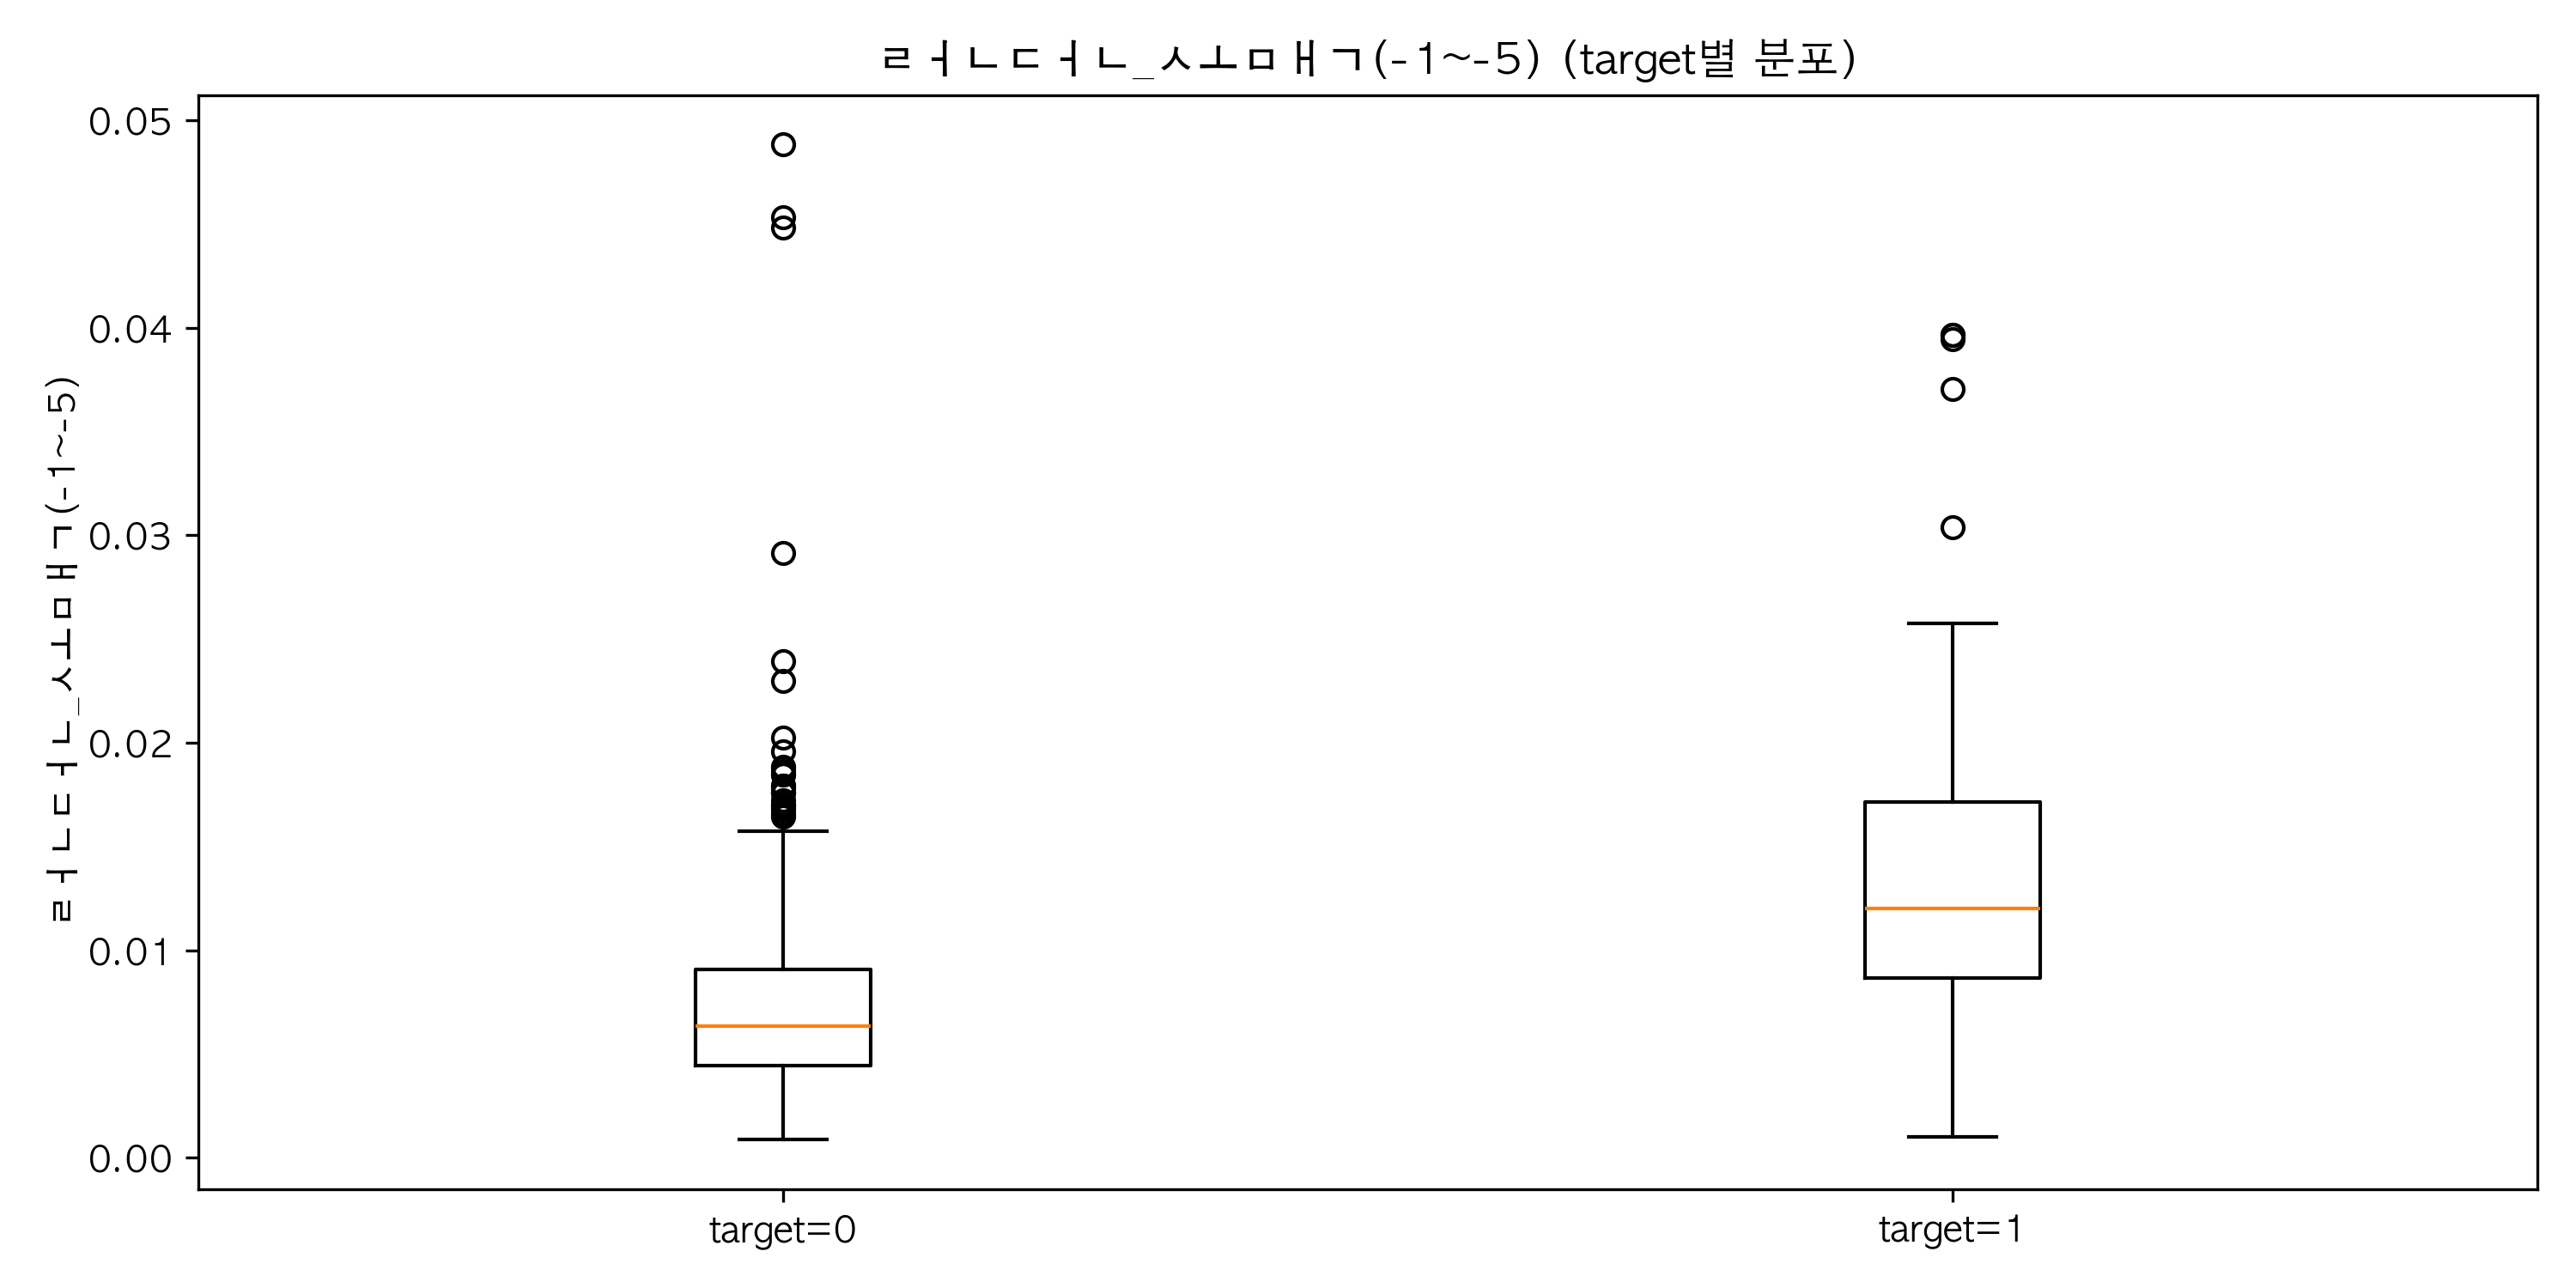 ㄹㅓㄴㄷㅓㄴ_ㅅㅗㅁㅐㄱ(-1~-5) (target별 분포)
ㄹㅓㄴㄷㅓㄴ_ㅅㅗㅁㅐㄱ(-1~-5)
0.05
0.04
0.03
0.02
0.01
0.00
target=0
target=1